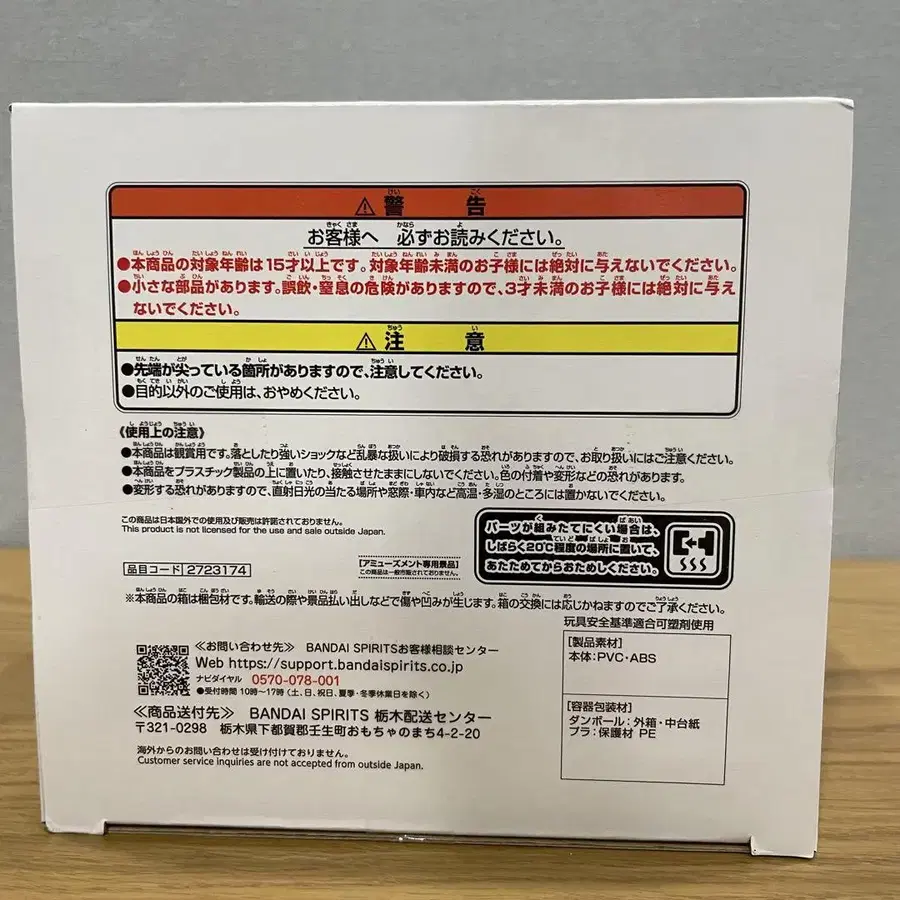 ⚠警告
お客様へ 必ずお読みください。
●本商品の対象年齢は15才以上です。対象年齢未満のお子様には絶対に与えないでください。
●小さな部品があります。誤飲・窒息の危険がありますので、3才未満のお子様には絶対に与え
ないでください。
⚠注意
●先端が尖っている箇所がありますので、注意してください。
●目的以外のご使用は、おやめください。
《使用上の注意》
●本商品は観賞用です。落としたり強いショックなど乱暴な扱いにより破損する恐れがありますので、お取り扱いにはご注意ください。
●本商品をプラスチック製品の上に置いたり、接触させたままにしないでください。色の付着や変形などの恐れがあります。
●変形する恐れがありますので、直射日光の当たる場所や窓際・車内など高温・多湿のところには置かないでください。
この商品は日本国外での使用及び販売は許諾されておりません。
This product is not licensed for the use and sale outside Japan.
パーツが組みたてにくい場合は、
しばらく20℃程度の場所に置いて、
あたためてからおためしください。
品目コード 2723174
[アミューズメント専用景品]
この商品は一般市販されておりません。
※本商品の箱は梱包材です。輸送の際や景品払い出しなどで傷や凹みが生じます。箱の交換には応じかねますのでご了承ください。
玩具安全基準適合可塑剤使用
≪お問い合わせ先≫ BANDAI SPIRITSお客様相談センター
Web https://support.bandaispirits.co.jp
ナビダイヤル 0570-078-001
●受付時間 10時〜17時 (土、日、祝日、夏季・冬季休業日を除く)
≪商品送付先≫ BANDAI SPIRITS 栃木配送センター
〒321-0298 栃木県下都賀郡壬生町おもちゃのまち4-2-20
海外からのお問い合わせは受け付けておりません。
Customer service inquiries are not accepted from outside Japan.
[製品素材]
本体:PVC・ABS
[容器包装材]
ダンボール:外箱・中台紙
プラ:保護材 PE